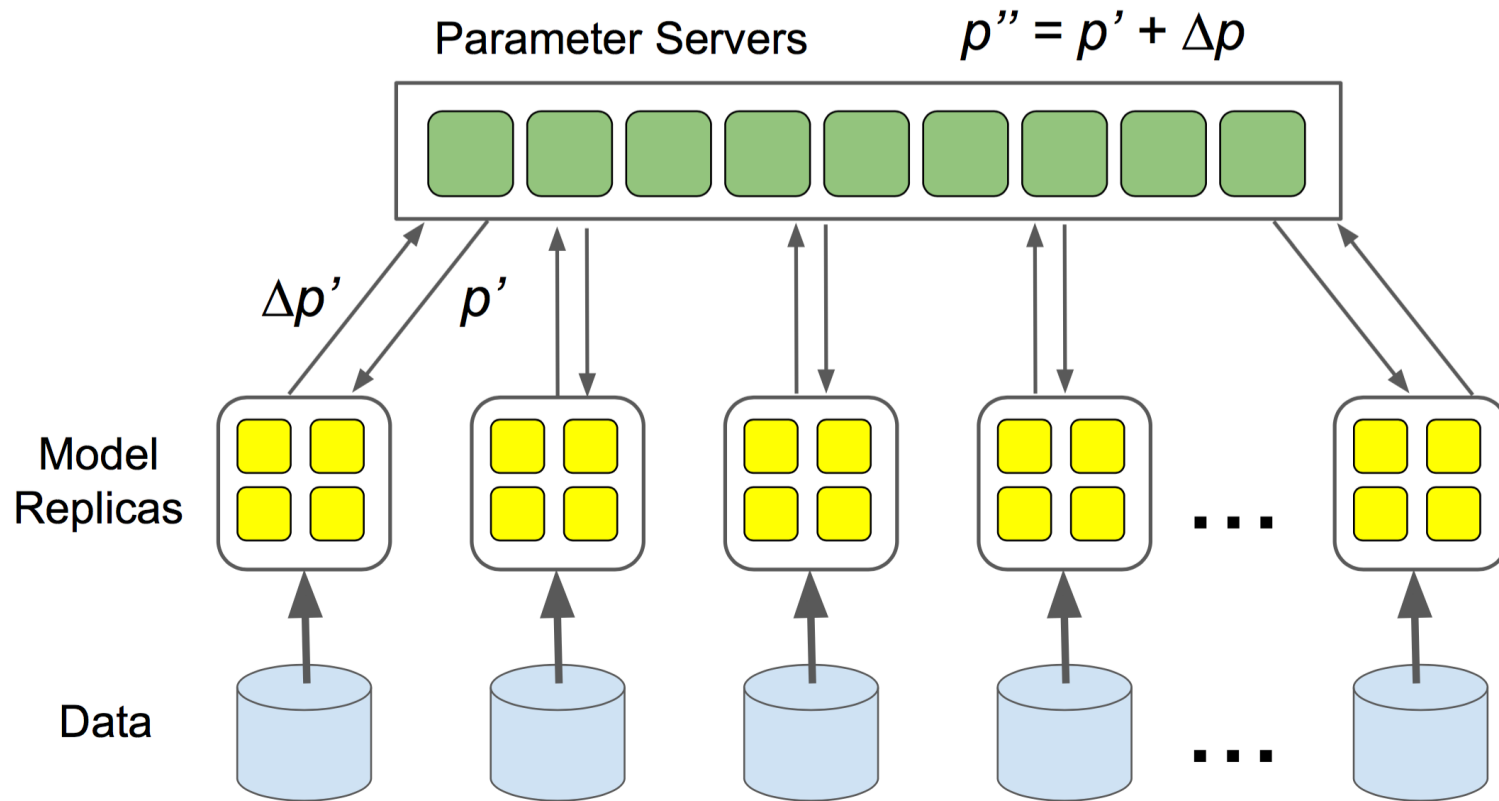 Parameter Servers
p’’ = p’ + Δp
Δp’
p’
Model
Replicas
...
Data
...